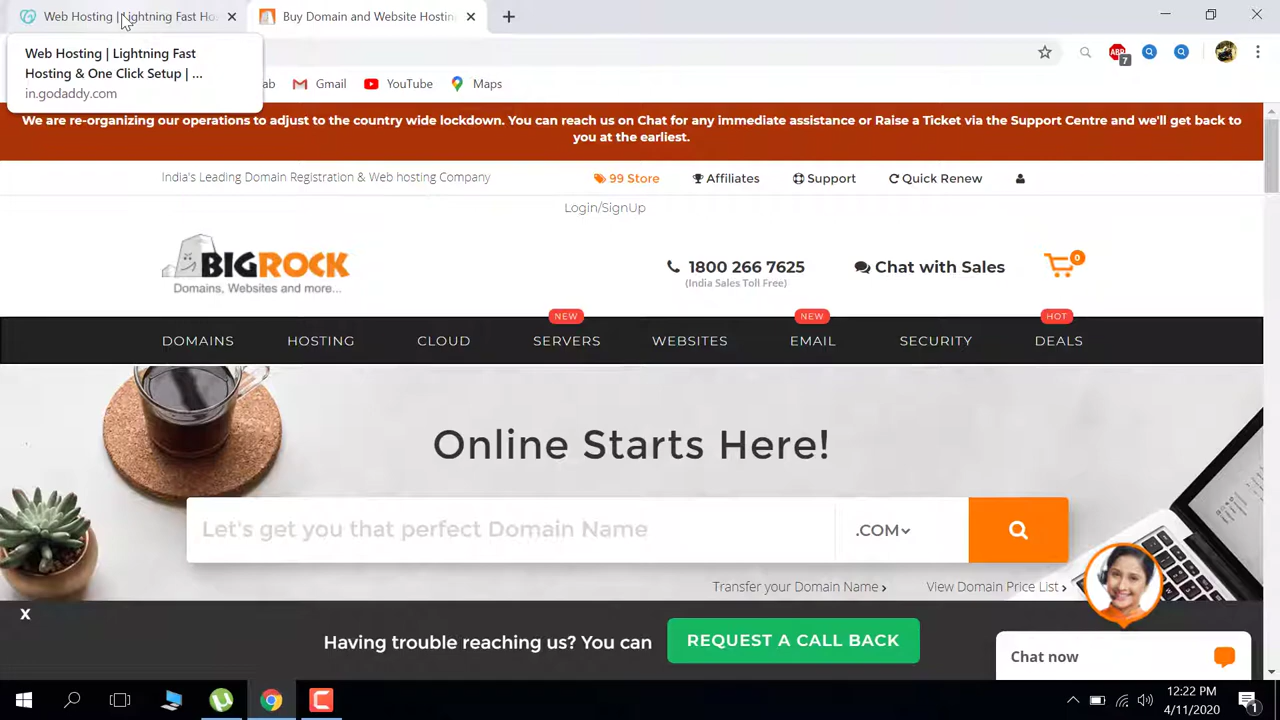 Web Hosting | Lightning Fast Ho
Buy Domain and Website Hostin
Web Hosting | Lightning Fast
Hosting & One Click Setup | ...
in.godaddy.com
ABP
7
ab
Gmail
YouTube
Maps
We are re-organizing our operations to adjust to the country wide lockdown. You can reach us on Chat for any immediate assistance or Raise a Ticket via the Support Centre and we'll get back to
you at the earliest.
India's Leading Domain Registration & Web hosting Company
99 Store
Affiliates
Support
Quick Renew
Login/SignUp
BIGROCK
Domains, Websites and more...
1800 266 7625
(India Sales Toll Free)
Chat with Sales
0
NEW
NEW
HOT
DOMAINS
HOSTING
CLOUD
SERVERS
WEBSITES
EMAIL
SECURITY
DEALS
Online Starts Here!
Let's get you that perfect Domain Name
.COM
Transfer your Domain Name
View Domain Price List
X
Having trouble reaching us? You can
REQUEST A CALL BACK
Chat now
12:22 PM
4/11/2020
1